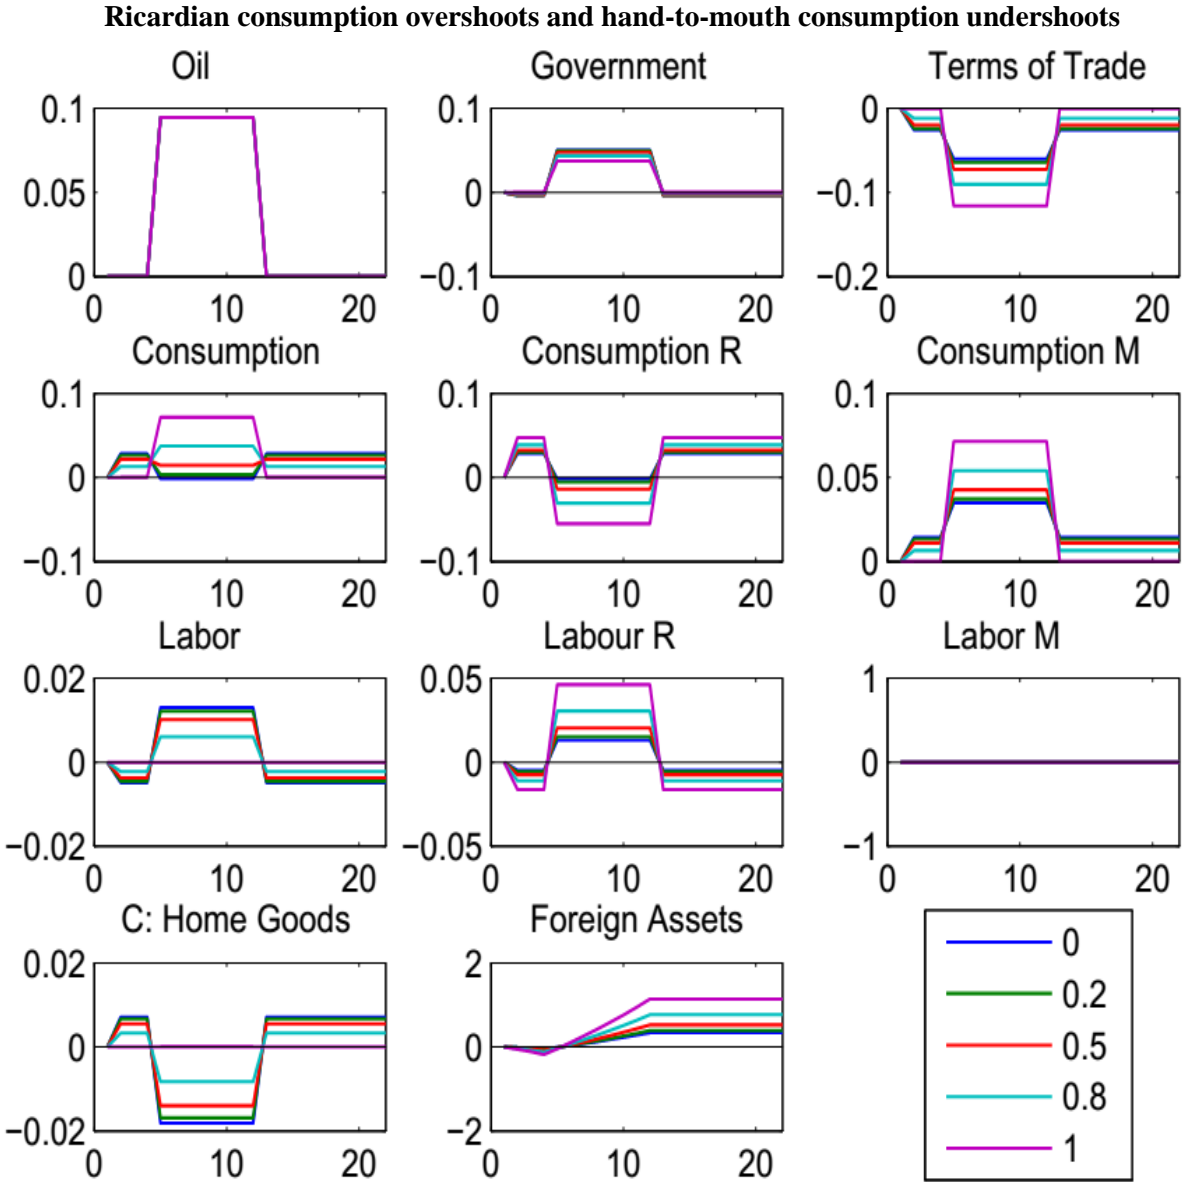 Ricardian consumption overshoots and hand-to-mouth consumption undershoots
Oil
Government
Terms of Trade
0.1
0.05
0
0 10 20
0.1
0
−0.1
0 10 20
0
−0.1
−0.2
0 10 20
Consumption
Consumption R
Consumption M
0.1
0
−0.1
0 10 20
0.1
0
−0.1
0 10 20
0.1
0.05
0
0 10 20
Labor
Labour R
Labor M
0.02
0
−0.02
0 10 20
0.05
0
−0.05
0 10 20
1
0
−1
0 10 20
C: Home Goods
Foreign Assets
0.02
0
−0.02
0 10 20
2
0
−2
0 10 20
0
0.2
0.5
0.8
1